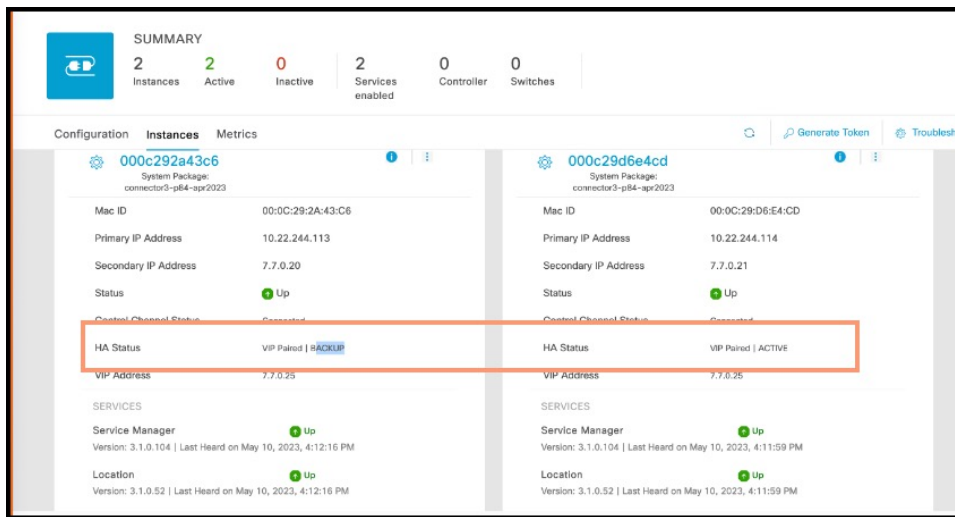 SUMMARY
2 2 0 2 0 0
Instances Active Inactive Services enabled Controller Switches
Configuration Instances Metrics Generate Token Troublesh
000c292a43c6
System Package:
connector3-p84-apr2023
Mac ID 00:0C:29:2A:43:C6
Primary IP Address 10.22.244.113
Secondary IP Address 7.7.0.20
Status Up
Control Channel Status Connected
HA Status VIP Paired | BACKUP
VIP Address 7.7.0.25
SERVICES
Service Manager Up
Version: 3.1.0.104 | Last Heard on May 10, 2023, 4:12:16 PM
Location Up
Version: 3.1.0.52 | Last Heard on May 10, 2023, 4:12:16 PM
000c29d6e4cd
System Package:
connector3-p84-apr2023
Mac ID 00:0C:29:D6:E4:CD
Primary IP Address 10.22.244.114
Secondary IP Address 7.7.0.21
Status Up
Control Channel Status Connected
HA Status VIP Paired | ACTIVE
VIP Address 7.7.0.25
SERVICES
Service Manager Up
Version: 3.1.0.104 | Last Heard on May 10, 2023, 4:11:59 PM
Location Up
Version: 3.1.0.52 | Last Heard on May 10, 2023, 4:11:59 PM